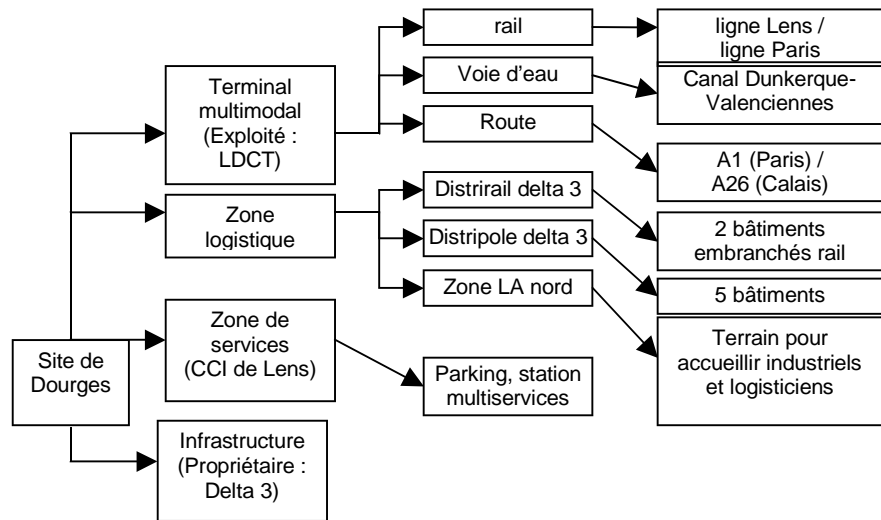 rail
ligne Lens /
ligne Paris
Terminal
multimodal
(Exploité :
LDCT)
Voie d'eau
Canal Dunkerque-
Valenciennes
Route
A1 (Paris) /
A26 (Calais)
Zone
logistique
Distrirail delta 3
2 bâtiments
embranchés rail
Distripole delta 3
5 bâtiments
Zone LA nord
Terrain pour
accueillir industriels
et logisticiens
Site de
Dourges
Zone de
services
(CCI de Lens)
Parking, station
multiservices
Infrastructure
(Propriétaire :
Delta 3)